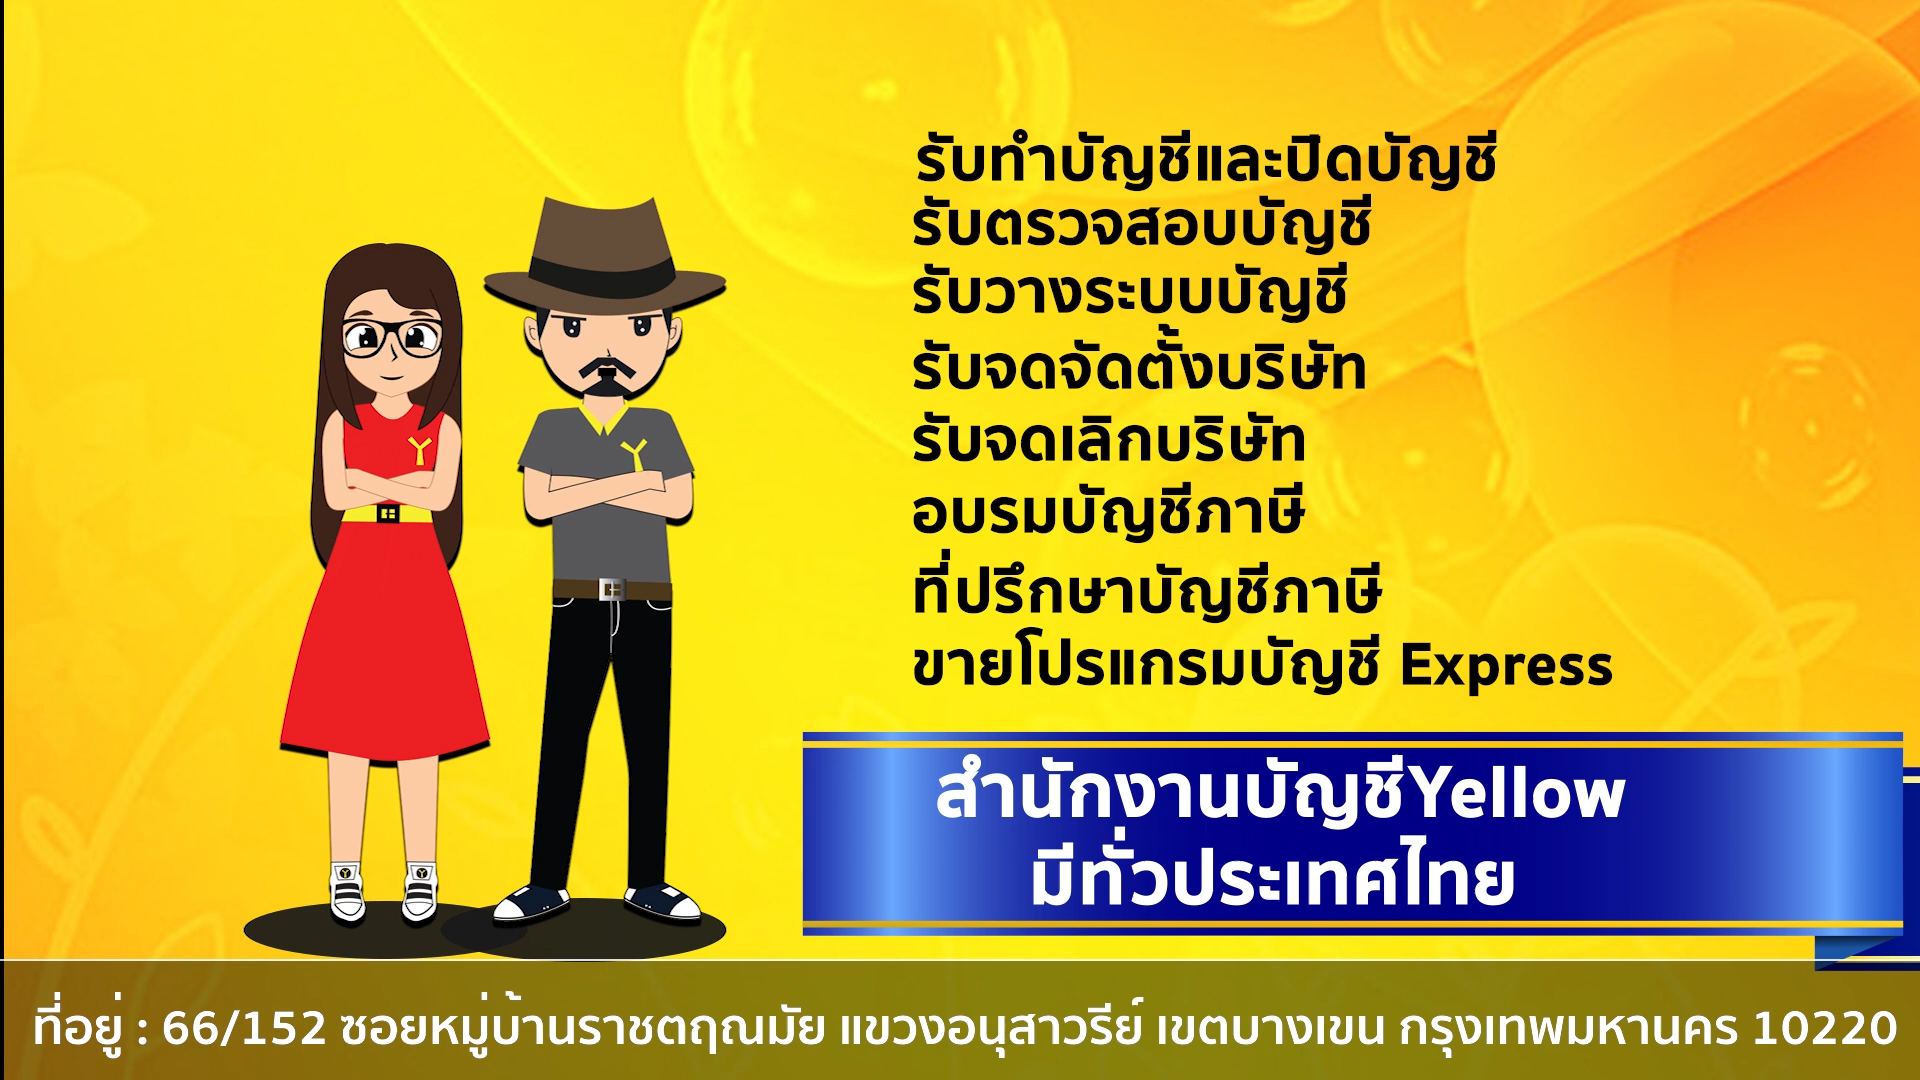 รับทำบัญชีและปิดบัญชี
รับตรวจสอบบัญชี
รับวางระบบบัญชี
รับจดจัดตั้งบริษัท
รับจดเลิกบริษัท
อบรมบัญชีภาษี
ที่ปรึกษาบัญชีภาษี
ขายโปรแกรมบัญชี Express
สำนักงานบัญชีYellow
มีทั่วประเทศไทย
ที่อยู่ : 66/152 ซอยหมู่บ้านราชตฤณมัย แขวงอนุสาวรีย์ เขตบางเขน กรุงเทพมหานคร 10220